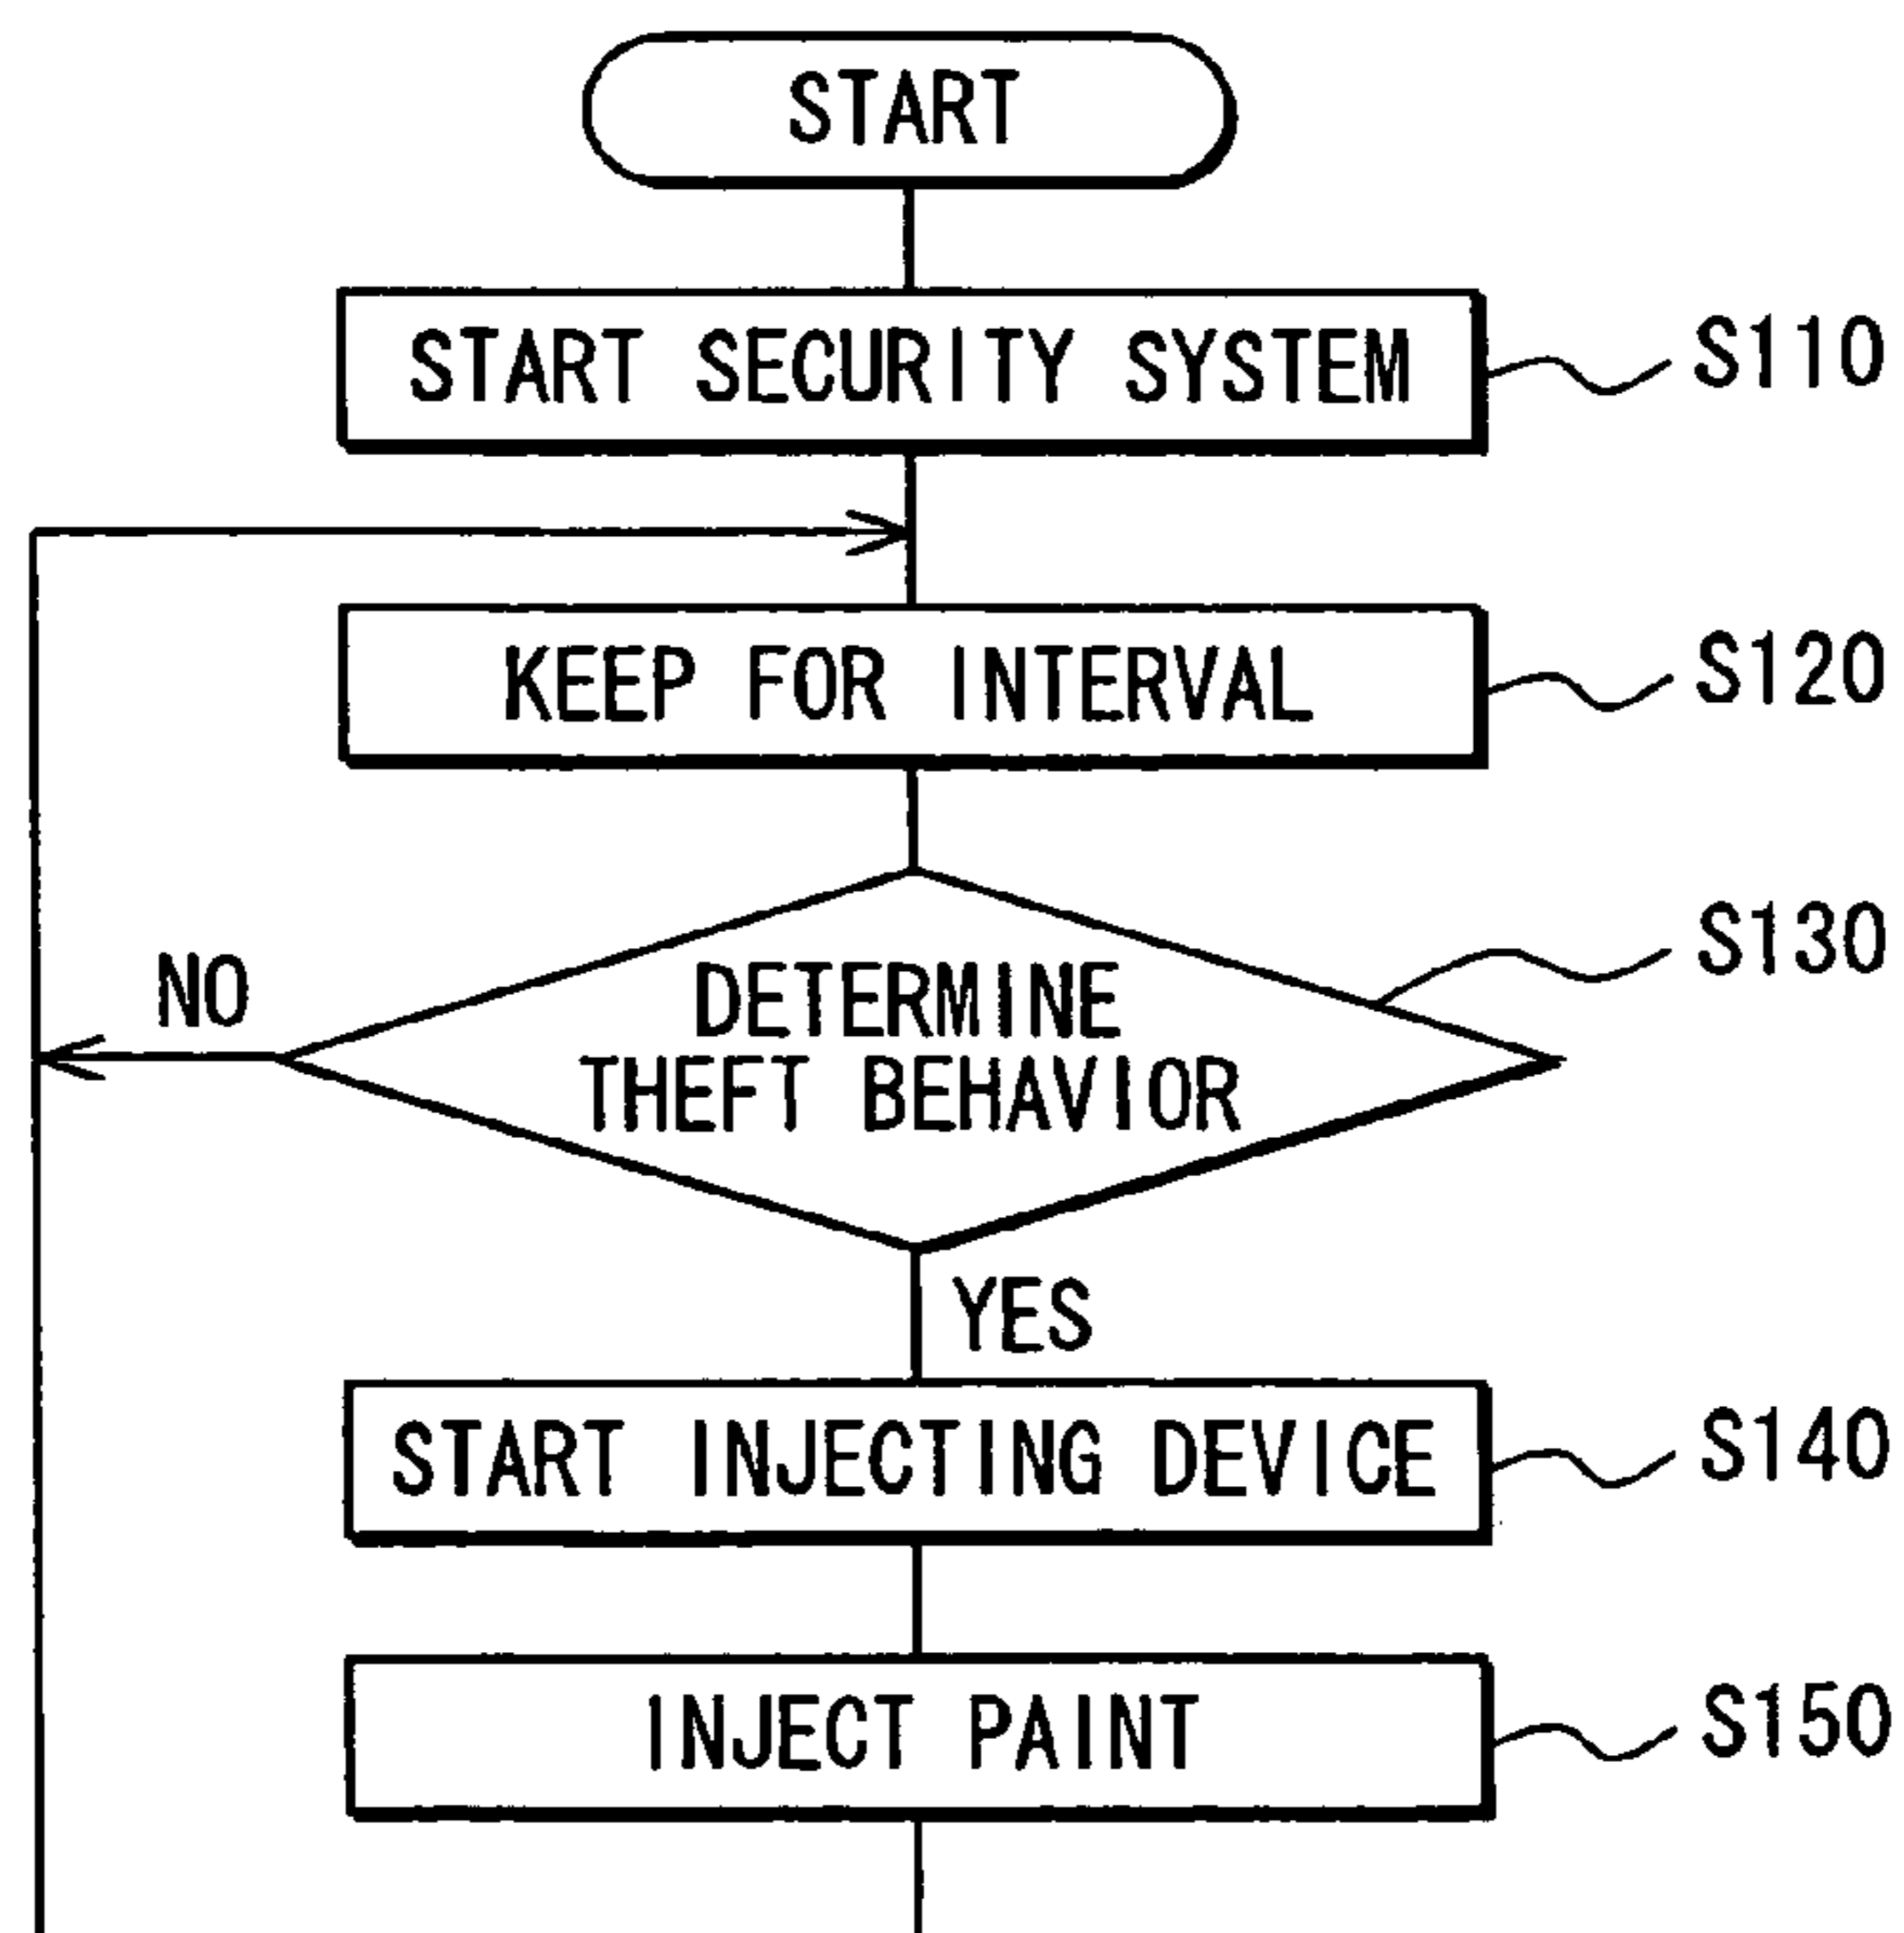 START
START SECURITY SYSTEM
S110
KEEP FOR INTERVAL
S120
DETERMINE
THEFT BEHAVIOR
S130
NO
YES
START INJECTING DEVICE
S140
INJECT PAINT
S150